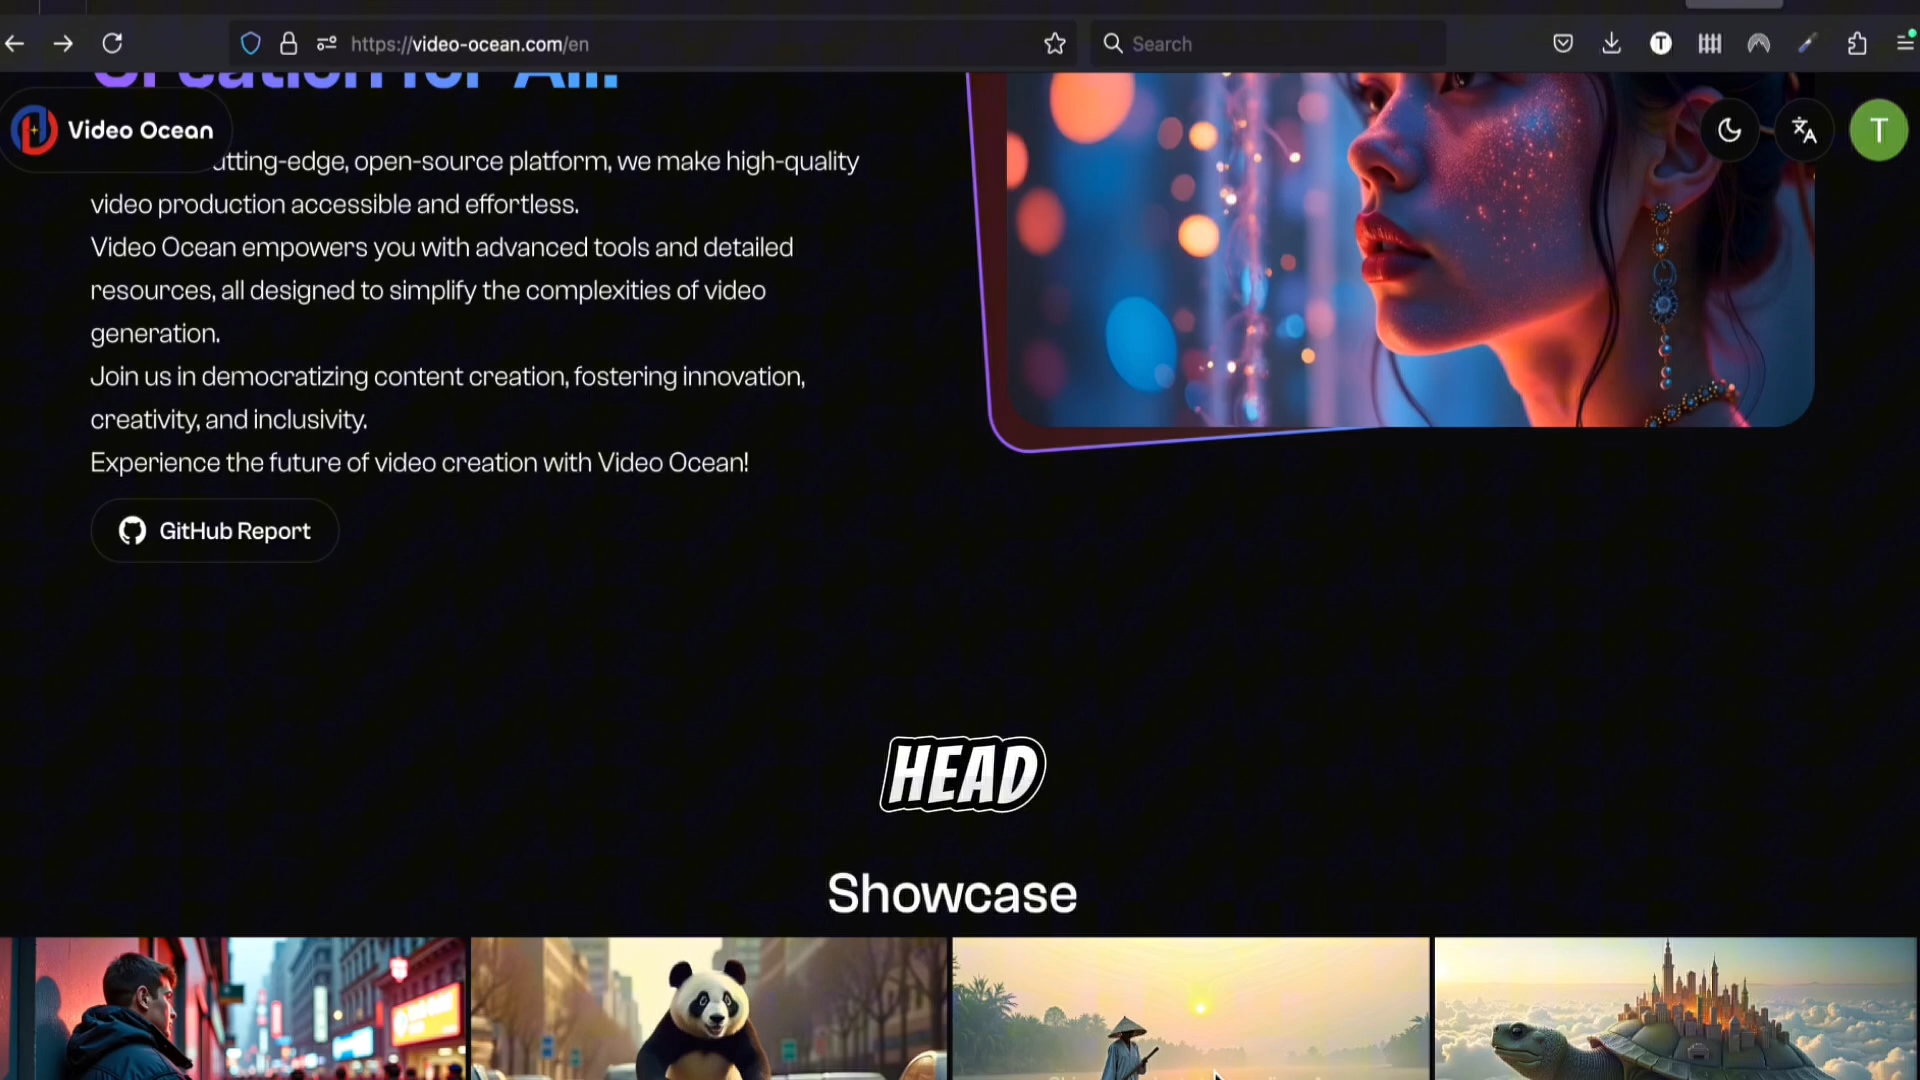 https://video-ocean.com/en
Search
Creation for All.
Video Ocean
T
utting-edge, open-source platform, we make high-quality
video production accessible and effortless.
Video Ocean empowers you with advanced tools and detailed
resources, all designed to simplify the complexities of video
generation.
Join us in democratizing content creation, fostering innovation,
creativity, and inclusivity.
Experience the future of video creation with Video Ocean!
GitHub Report
HEAD
Showcase